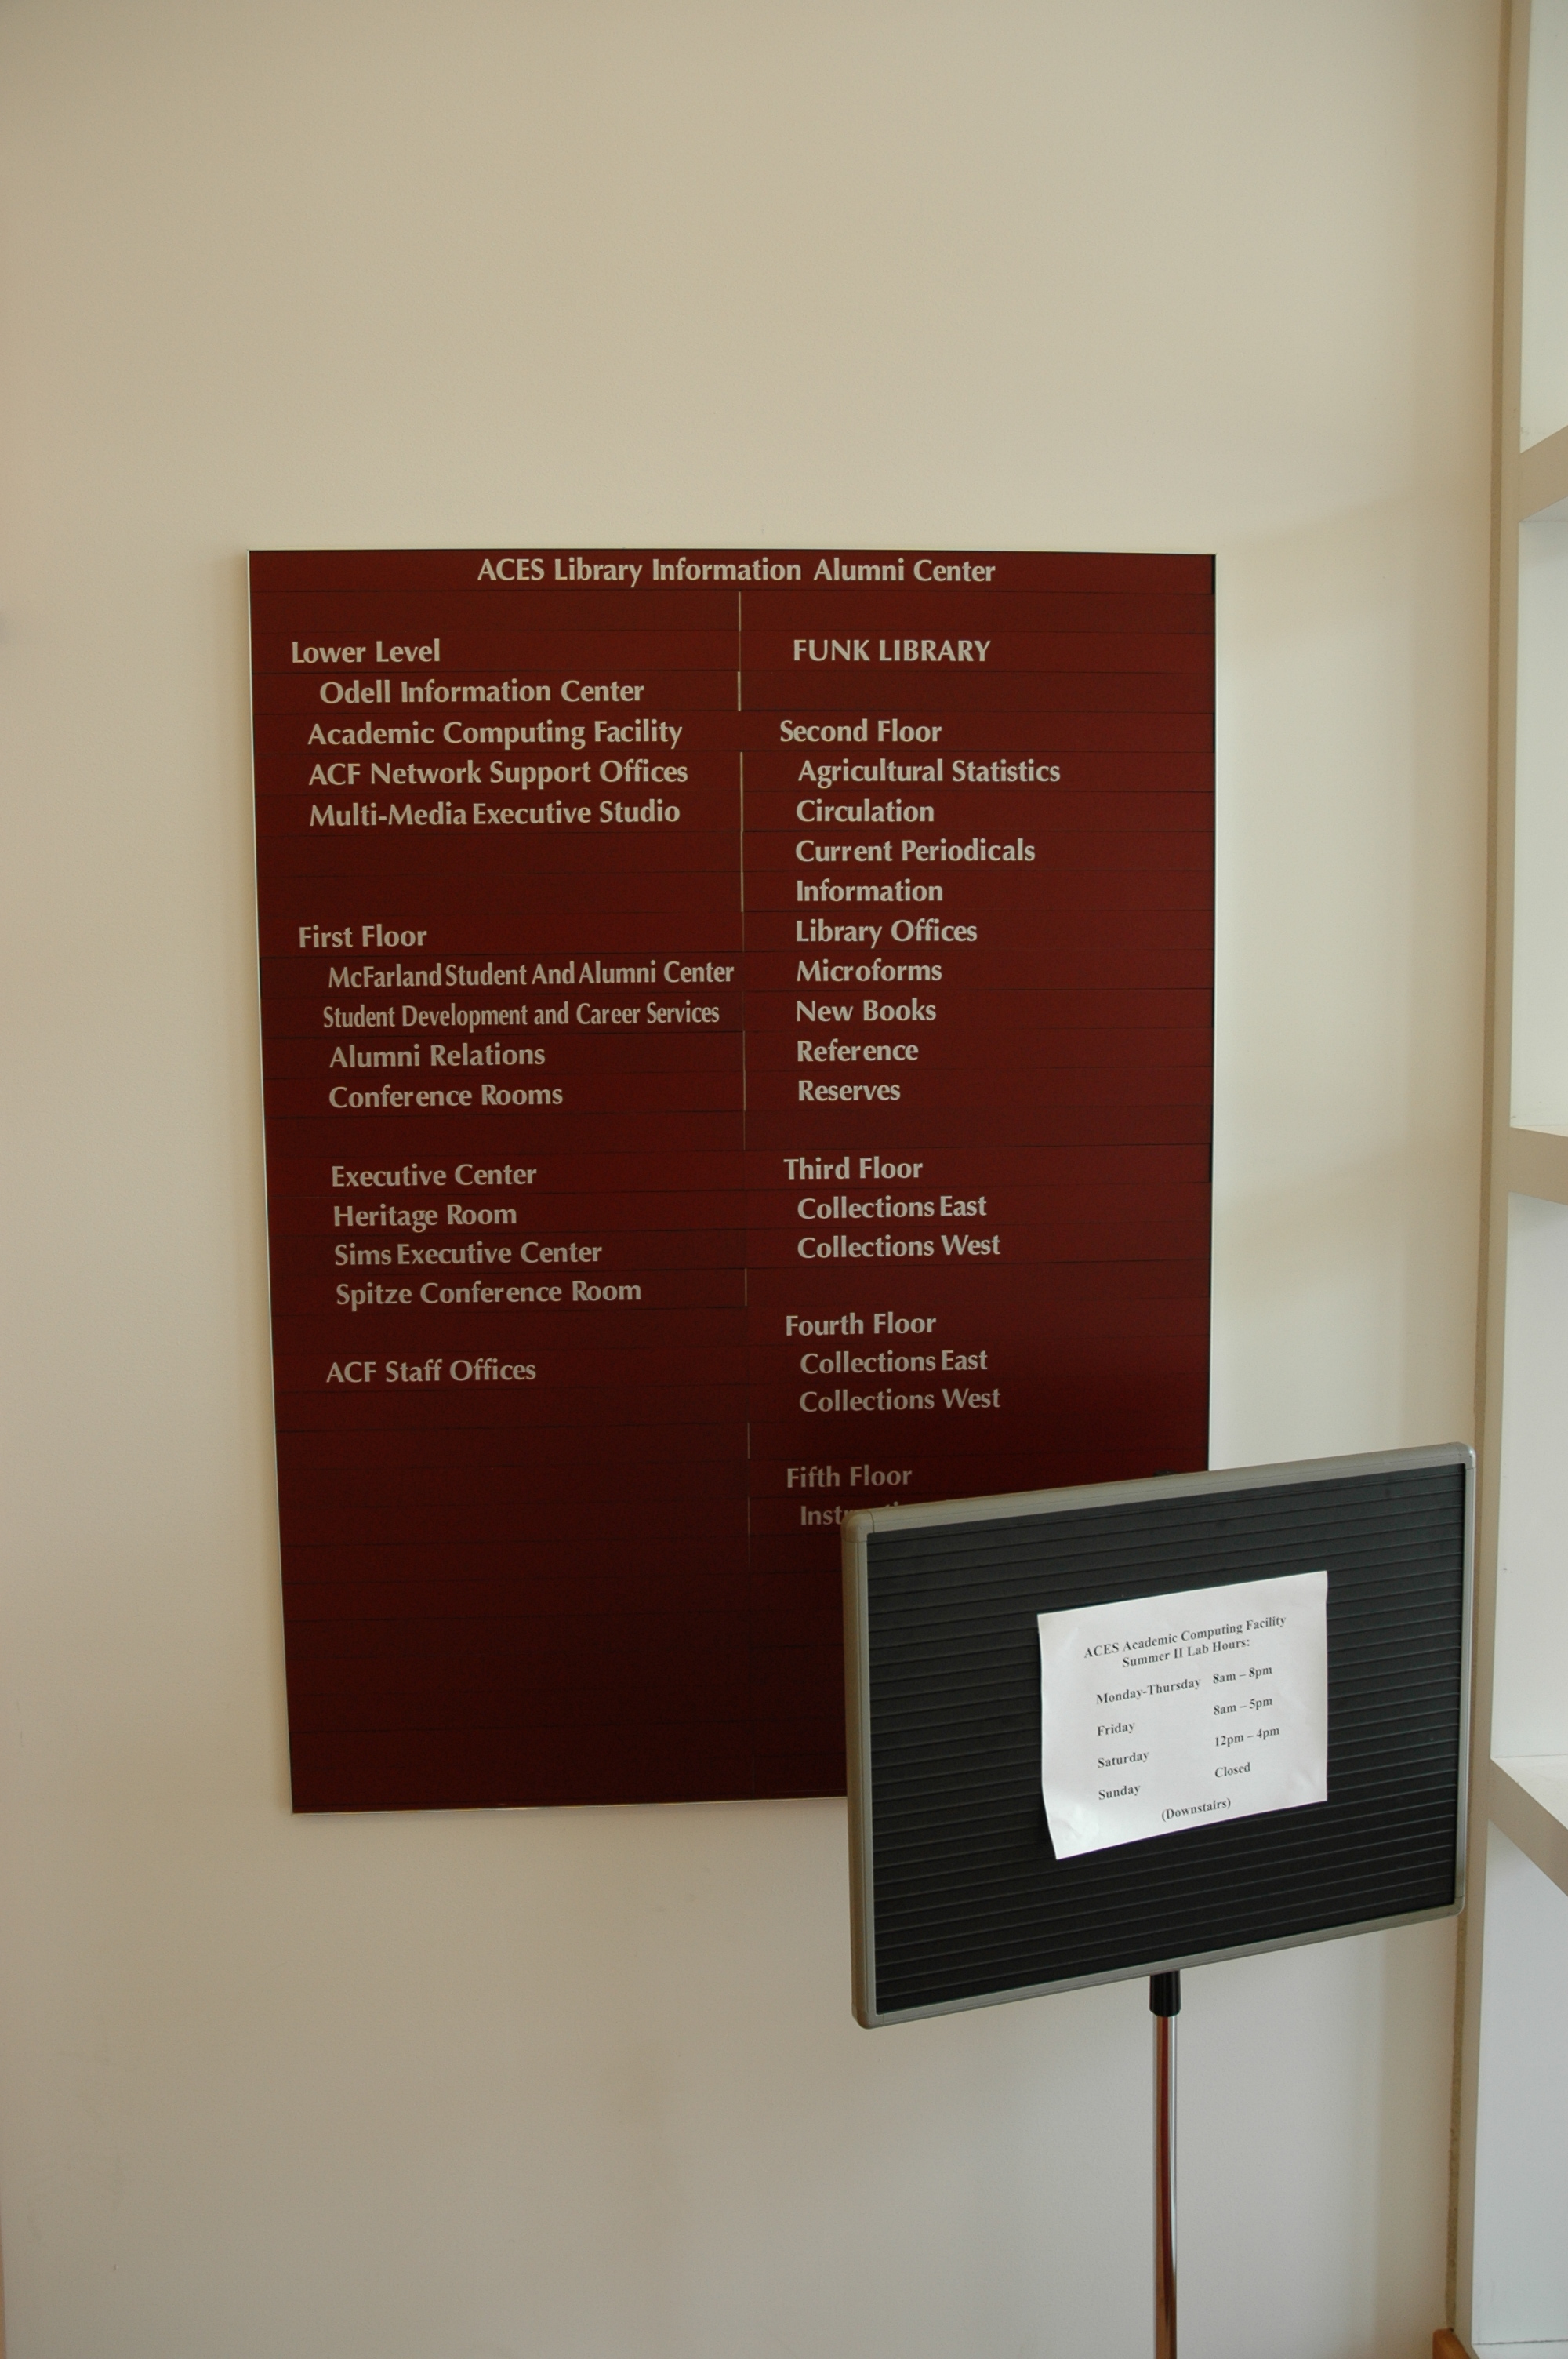 ACES Library Information Alumni Center
Lower Level
Odell Information Center
Academic Computing Facility
ACF Network Support Offices
Multi-Media Executive Studio
First Floor
McFarland Student And Alumni Center
Student Development and Career Services
Alumni Relations
Conference Rooms
Executive Center
Heritage Room
Sims Executive Center
Spitze Conference Room
ACF Staff Offices
FUNK LIBRARY
Second Floor
Agricultural Statistics
Circulation
Current Periodicals
Information
Library Offices
Microforms
New Books
Reference
Reserves
Third Floor
Collections East
Collections West
Fourth Floor
Collections East
Collections West
Fifth Floor
ACES Academic Computing Facility
Summer II Lab Hours:
Monday-Thursday 8am – 8pm
Friday 8am – 5pm
Saturday 12pm – 4pm
Sunday Closed
(Downstairs)